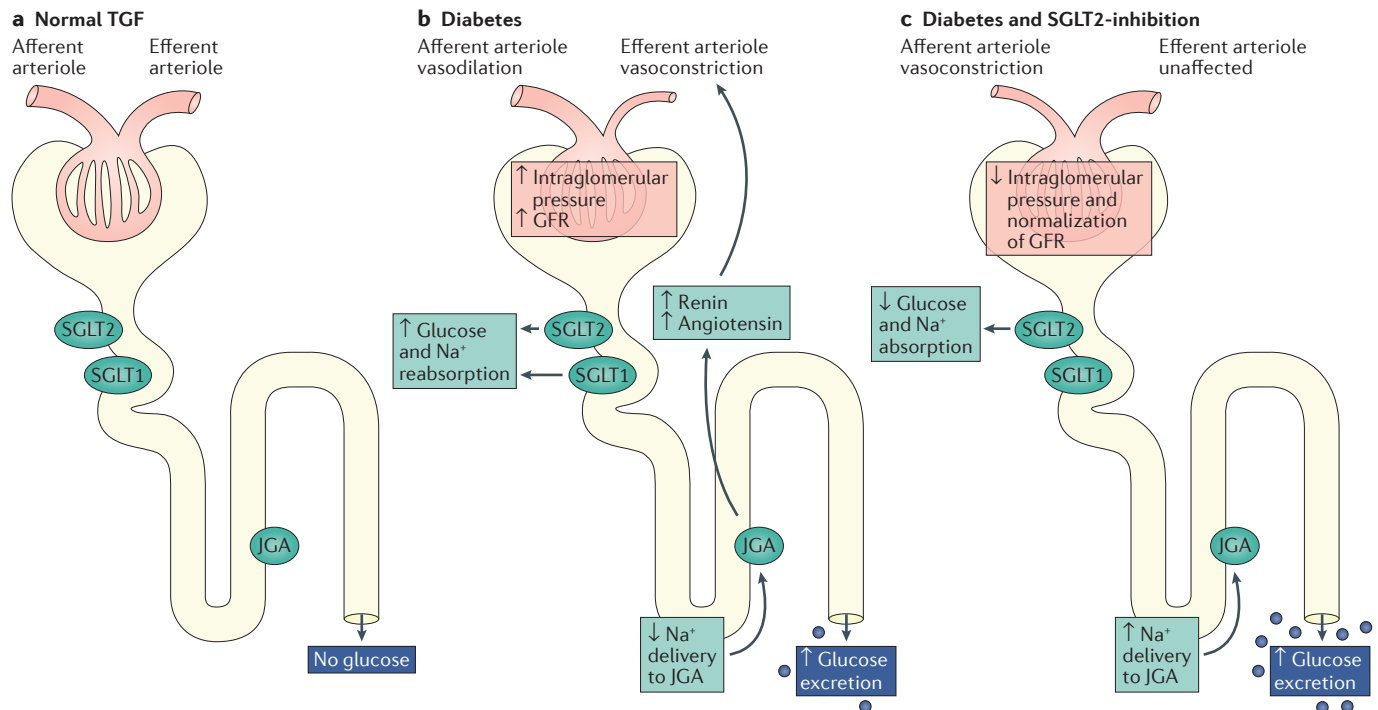 a Normal TGF
Afferent
arteriole
Efferent
arteriole
SGLT2
SGLT1
JGA
No glucose
b Diabetes
Afferent arteriole
vasodilation
Efferent arteriole
vasoconstriction
↑ Intraglomerular
pressure
↑ GFR
↑ Renin
↑ Angiotensin
SGLT2
↑ Glucose
and Na⁺
reabsorption
SGLT1
JGA
↓ Na⁺
delivery
to JGA
↑ Glucose
excretion
c Diabetes and SGLT2-inhibition
Afferent arteriole
vasoconstriction
Efferent arteriole
unaffected
↓ Intraglomerular
pressure and
normalization
of GFR
↓ Glucose
and Na⁺
absorption
SGLT2
SGLT1
JGA
↑ Na⁺
delivery
to JGA
↑ Glucose
excretion